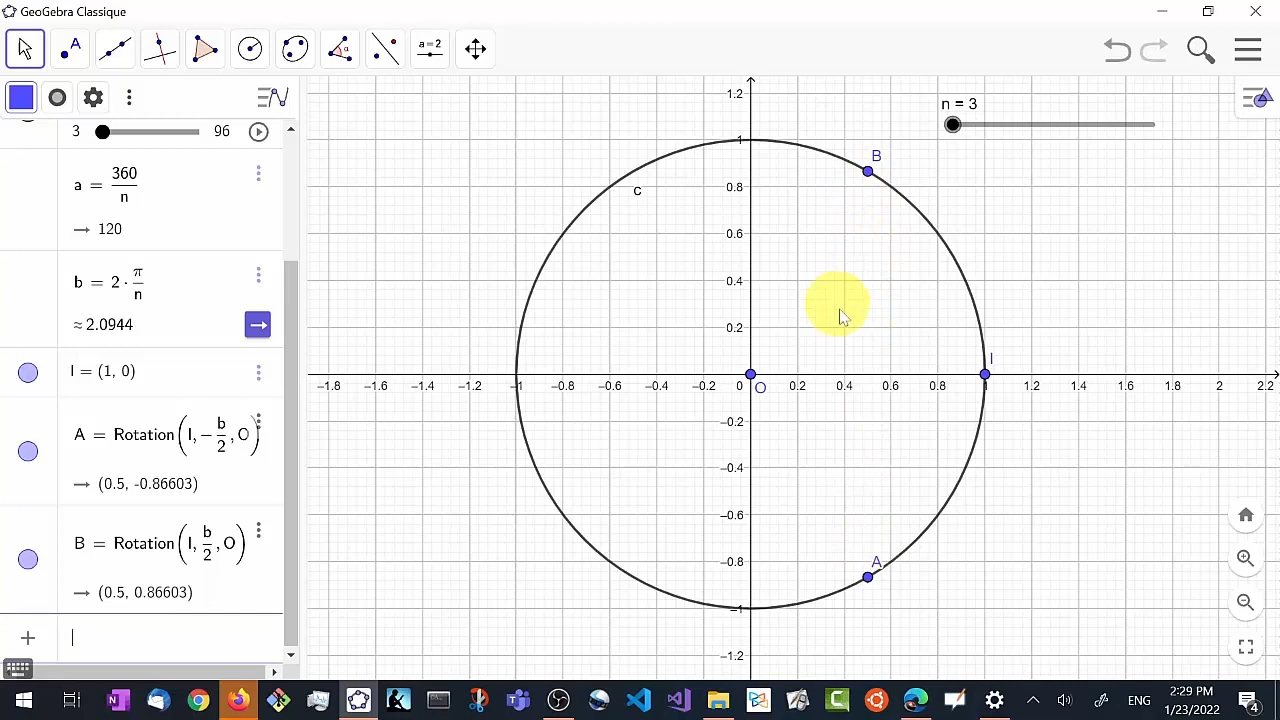 GeoGebra Classique
A
α
a = 2
3
96
a = 360/n
→ 120
b = 2 · π/n
≈ 2.0944
I = (1, 0)
A = Rotation(I, −b/2, O)
→ (0.5, -0.86603)
B = Rotation(I, b/2, O)
→ (0.5, 0.86603)
n = 3
1.2
1
0.8
0.6
0.4
0.2
0
−0.2
−0.4
−0.6
−0.8
−1
−1.2
−1.8
−1.6
−1.4
−1.2
−1
−0.8
−0.6
−0.4
−0.2
0.2
0.4
0.6
0.8
1
1.2
1.4
1.6
1.8
2
2.2
B
c
I
O
A
ENG
2:29 PM
1/23/2022
4